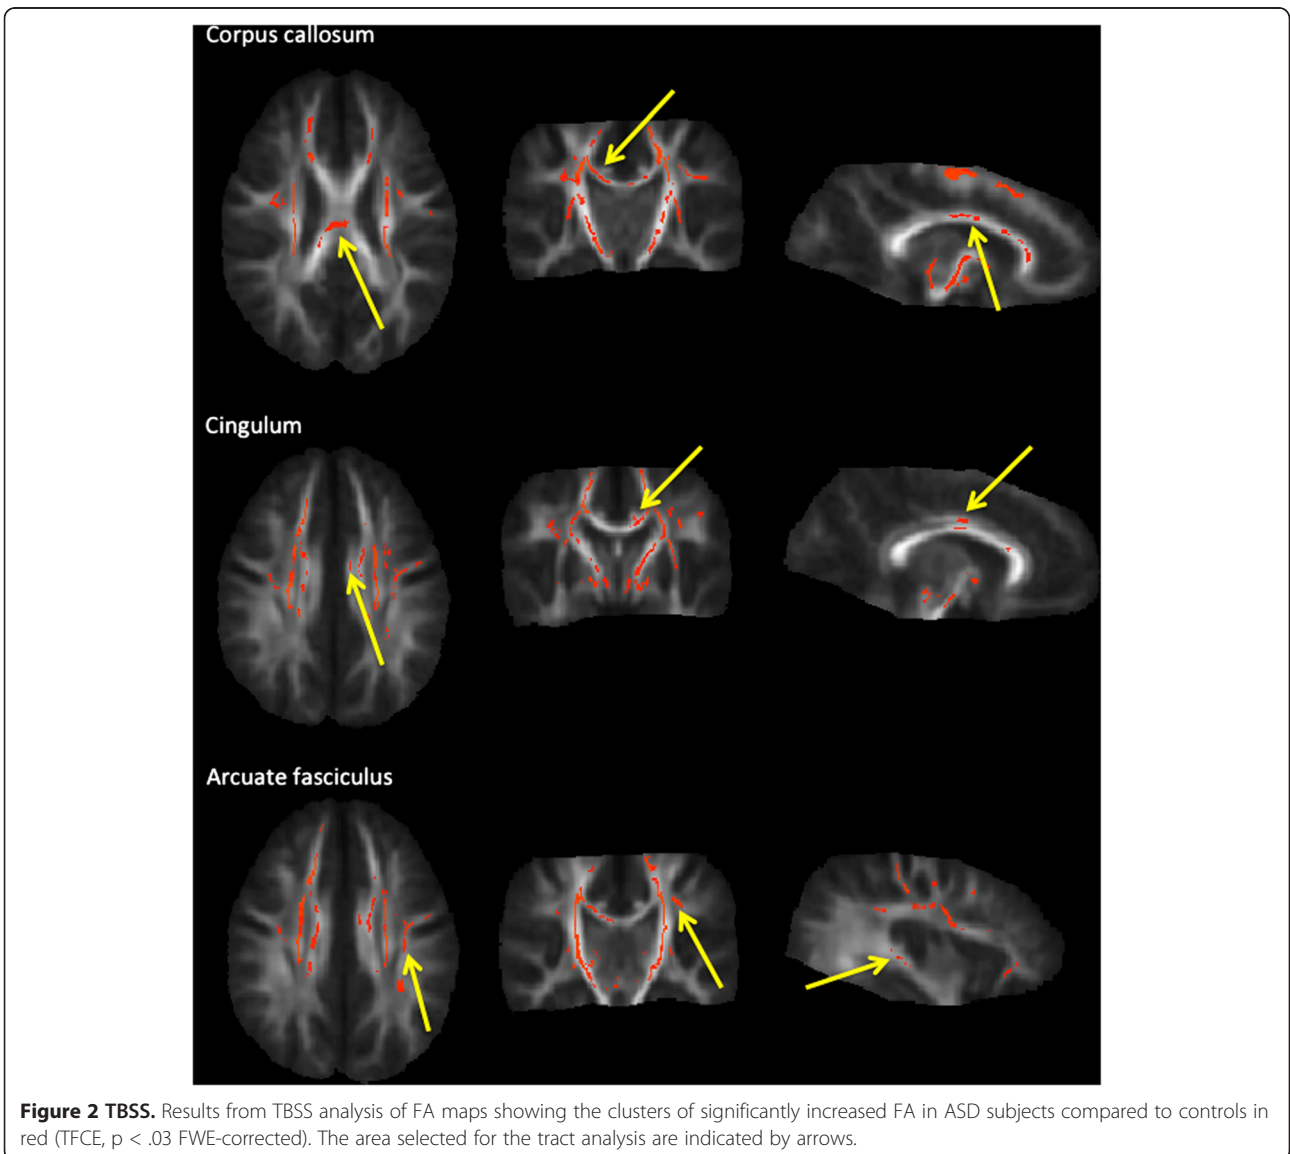 Corpus callosum
Cingulum
Arcuate fasciculus
Figure 2 TBSS. Results from TBSS analysis of FA maps showing the clusters of significantly increased FA in ASD subjects compared to controls in
red (TFCE, p < .03 FWE-corrected). The area selected for the tract analysis are indicated by arrows.